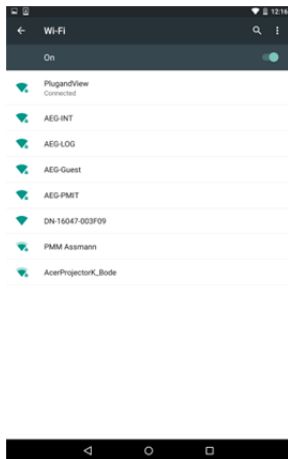 12:16
Wi-Fi
On
PlugandView
Connected
AEG-INT
AEG-LOG
AEG-Guest
AEG-PMIT
DN-16047-003F09
PMM Assmann
AcerProjectorK_Bode